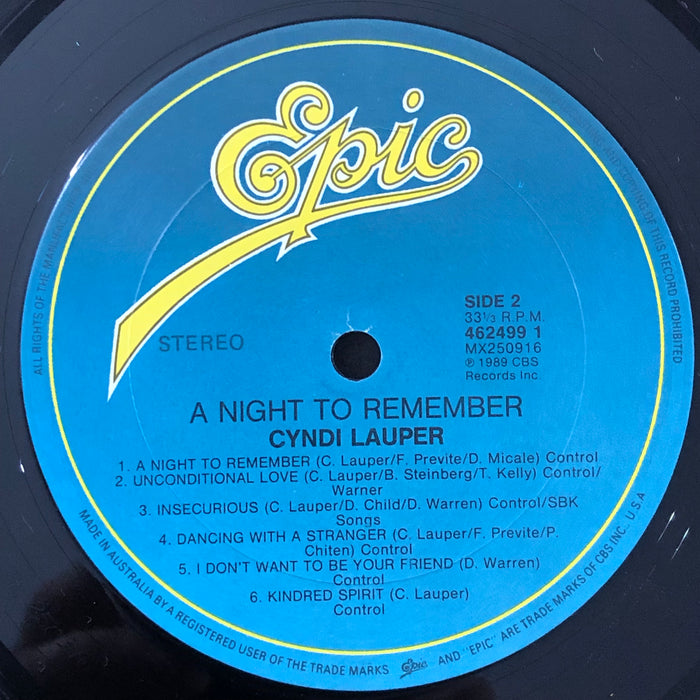 Epic
STEREO
SIDE 2
33⅓ R.P.M.
462499 1
MX250916
℗ 1989 CBS
Records Inc.
A NIGHT TO REMEMBER
CYNDI LAUPER
1. A NIGHT TO REMEMBER (C. Lauper/F. Previte/D. Micale) Control
2. UNCONDITIONAL LOVE (C. Lauper/B. Steinberg/T. Kelly) Control/
Warner
3. INSECURIOUS (C. Lauper/D. Child/D. Warren) Control/SBK
Songs
4. DANCING WITH A STRANGER (C. Lauper/F. Previte/P.
Chiten) Control
5. I DON'T WANT TO BE YOUR FRIEND (D. Warren)
Control
6. KINDRED SPIRIT (C. Lauper)
Control
ALL RIGHTS OF THE MANUFACTURER
COPYING OF THIS RECORD PROHIBITED
MADE IN AUSTRALIA BY A REGISTERED USER OF THE TRADE MARKS Epic AND "EPIC" ARE TRADE MARKS OF CBS INC., U.S.A